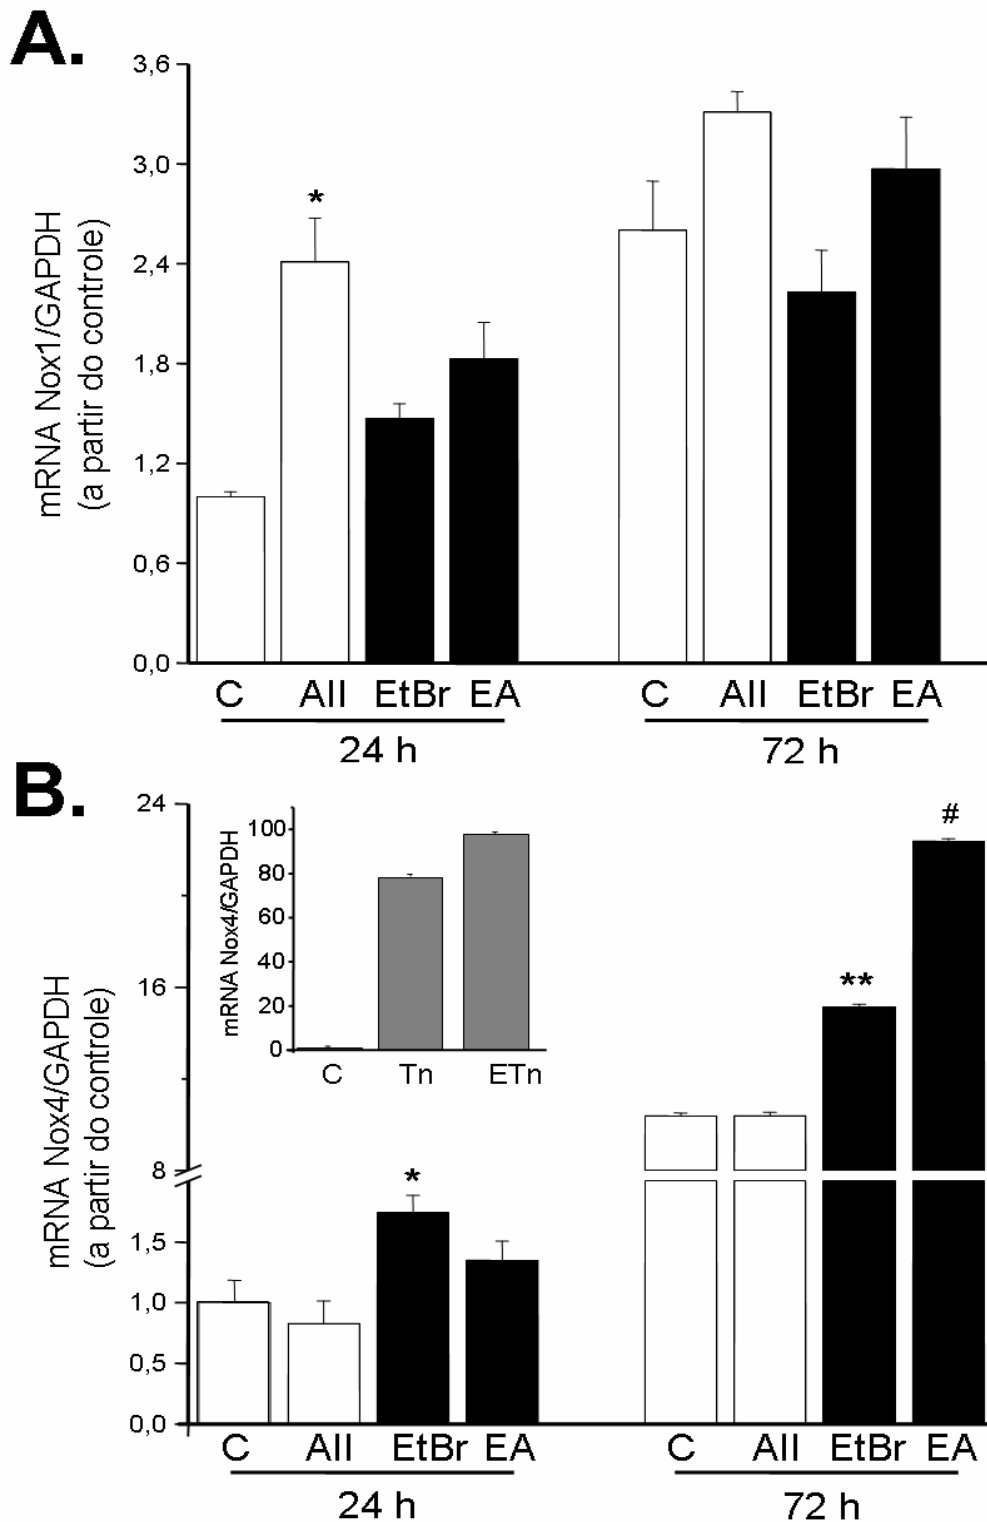 A.
mRNA Nox1/GAPDH
(a partir do controle)
3,6
3,0
2,4
1,8
1,2
0,6
0,0
*
C AII EtBr EA C AII EtBr EA
24 h 72 h
B.
mRNA Nox4/GAPDH
(a partir do controle)
24
16
8
1,5
1,0
0,5
0,0
mRNA Nox4/GAPDH
100
80
60
40
20
0
C Tn ETn
*
**
#
C AII EtBr EA C AII EtBr EA
24 h 72 h